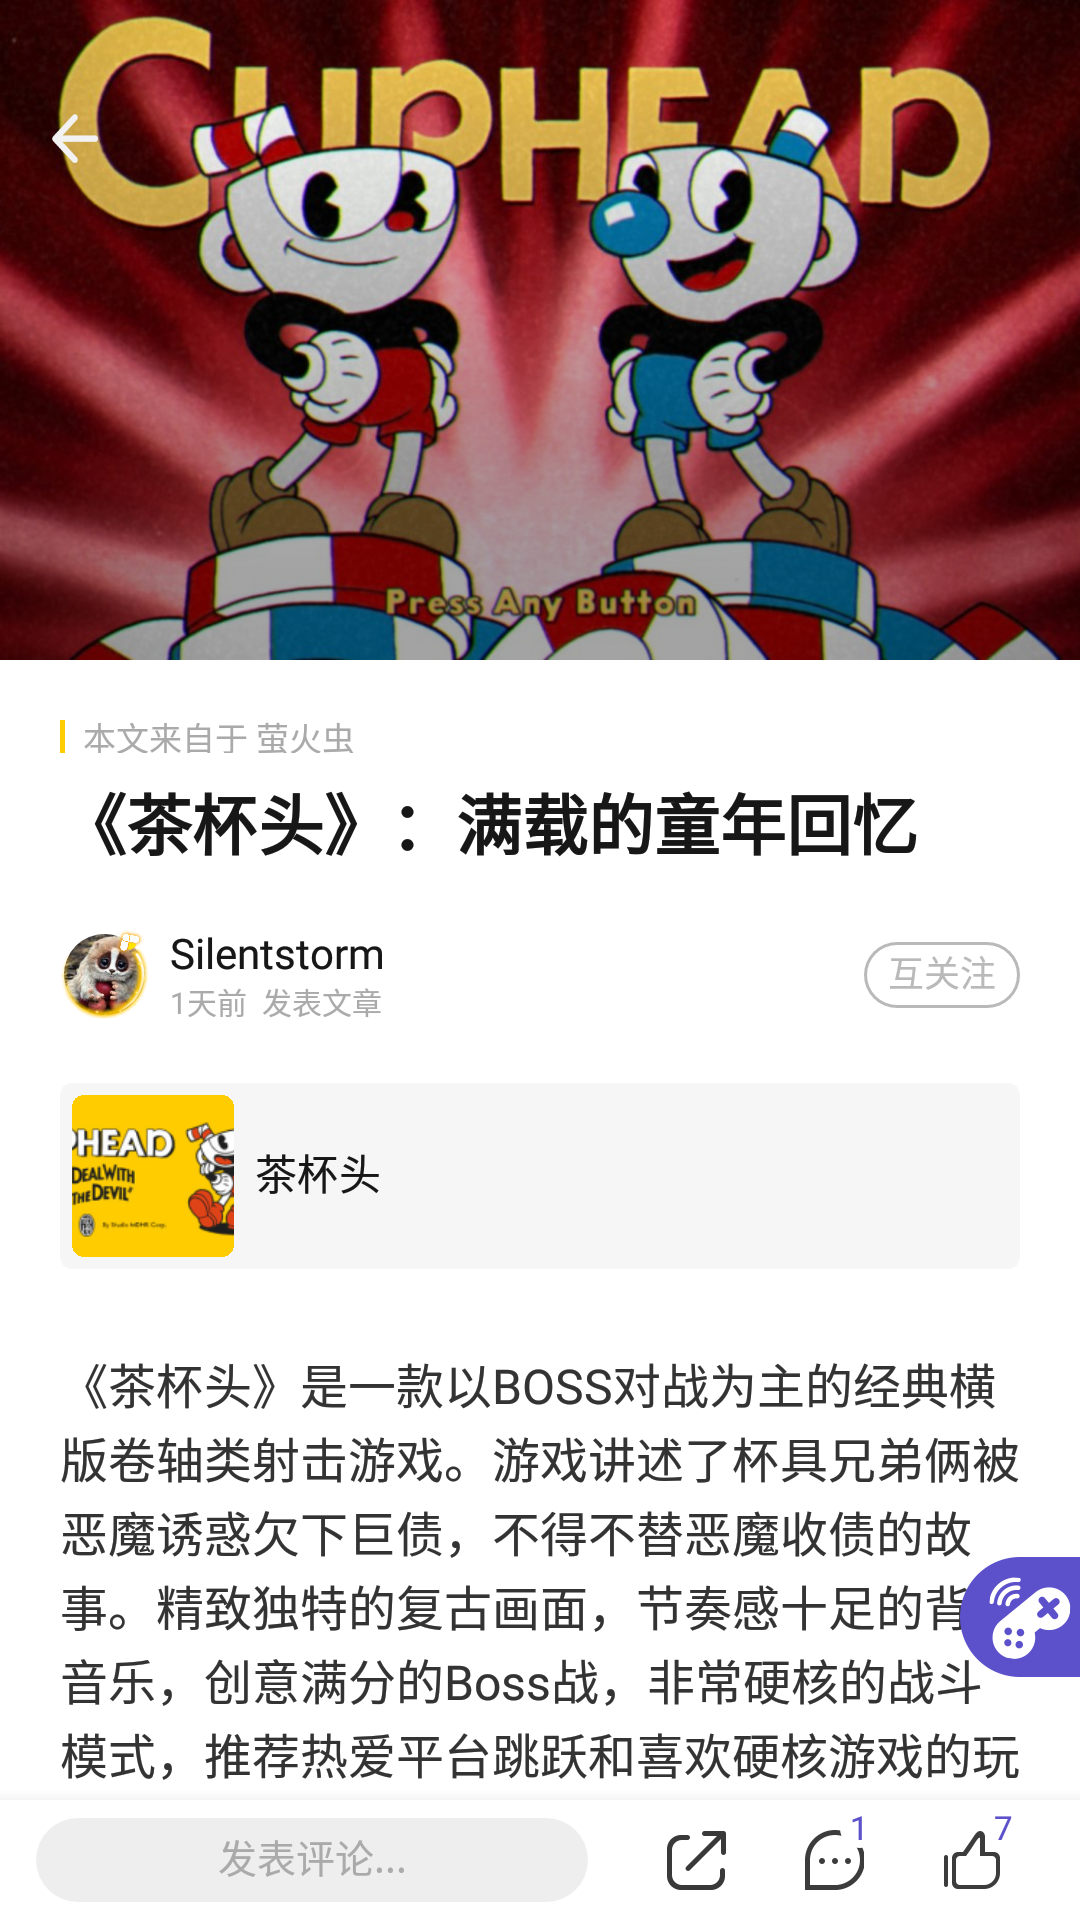 CUPHEAD
Press Any Button
本文来自于 萤火虫
《茶杯头》：满载的童年回忆
Silentstorm
1天前 发表文章
互关注
PHEAD
DEAL WITH
THE DEVIL"
By Studio MDHR Corp.
茶杯头
《茶杯头》是一款以BOSS对战为主的经典横
版卷轴类射击游戏。游戏讲述了杯具兄弟俩被
恶魔诱惑欠下巨债，不得不替恶魔收债的故
事。精致独特的复古画面，节奏感十足的背
音乐，创意满分的Boss战，非常硬核的战斗
模式，推荐热爱平台跳跃和喜欢硬核游戏的玩
发表评论...
1
7